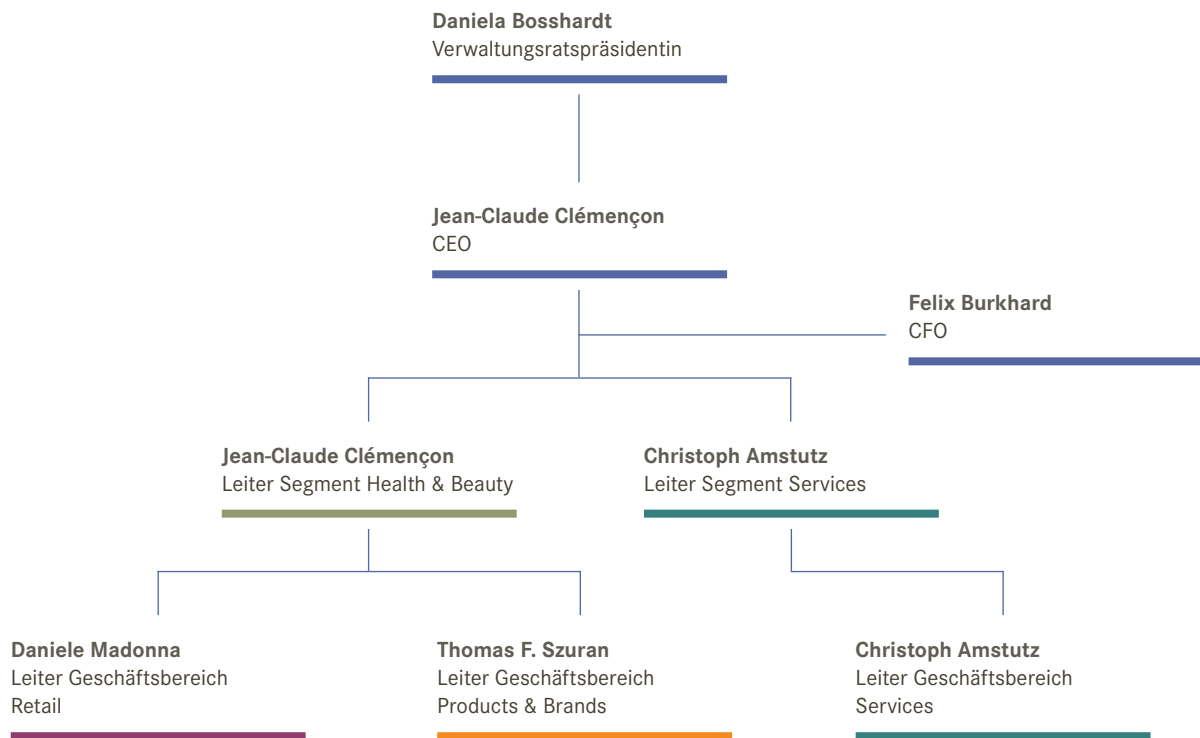 Daniela Bosshardt
Verwaltungsratspräsidentin
Jean-Claude Clémençon
CEO
Felix Burkhard
CFO
Jean-Claude Clémençon
Leiter Segment Health & Beauty
Christoph Amstutz
Leiter Segment Services
Daniele Madonna
Leiter Geschäftsbereich
Retail
Thomas F. Szuran
Leiter Geschäftsbereich
Products & Brands
Christoph Amstutz
Leiter Geschäftsbereich
Services